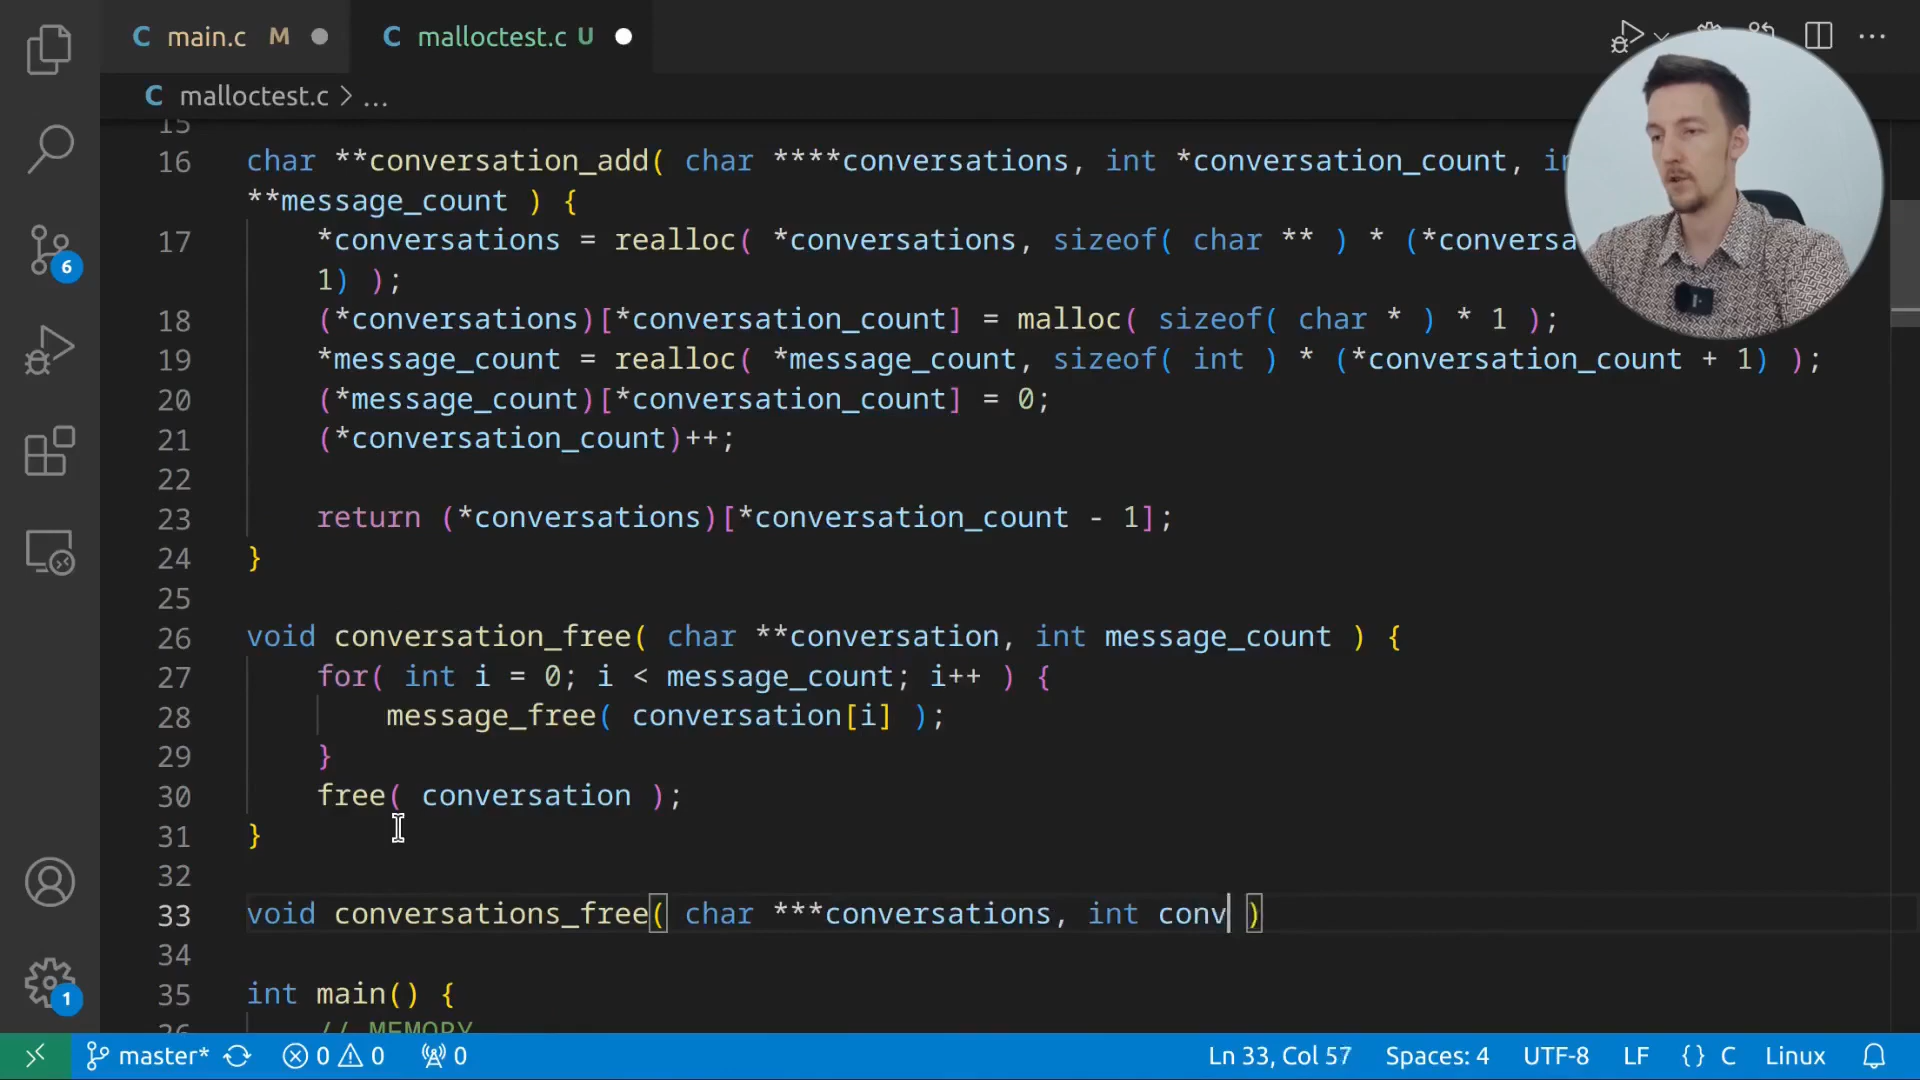 main.c M
malloctest.c U
malloctest.c > ...
15
16 char **conversation_add( char ****conversations, int *conversation_count,
**message_count ) {
17 *conversations = realloc( *conversations, sizeof( char ** ) *
1) );
18 (*conversations)[*conversation_count] = malloc( sizeof( char * ) * 1 );
19 *message_count = realloc( *message_count, sizeof( int ) * (*conversation_count + 1) );
20 (*message_count)[*conversation_count] = 0;
21 (*conversation_count)++;
22
23 return (*conversations)[*conversation_count - 1];
24 }
25
26 void conversation_free( char **conversation, int message_count ) {
27 for( int i = 0; i < message_count; i++ ) {
28 message_free( conversation[i] );
29 }
30 free( conversation );
31 }
32
33 void conversations_free( char ***conversations, int conv )
34
35 int main() {
36 // MEMORY
6
1
master* 0 0 0 Ln 33, Col 57 Spaces: 4 UTF-8 LF {} C Linux